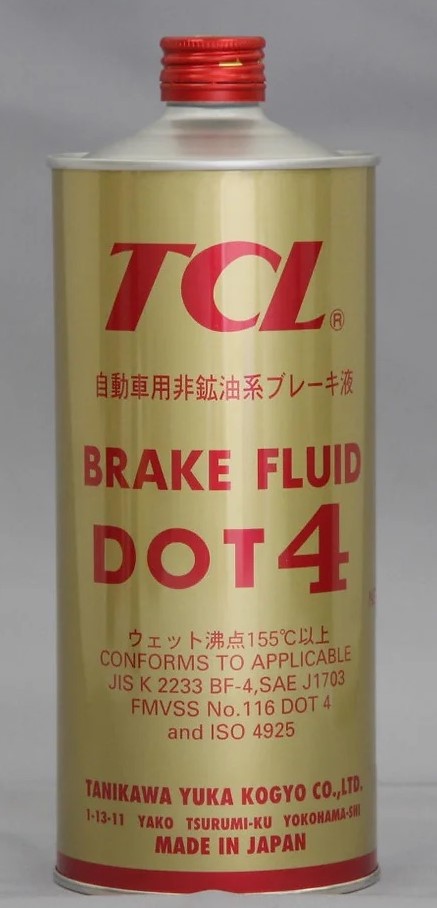 TCL®
自動車用非鉱油系ブレーキ液
BRAKE FLUID
DOT 4
ウェット沸点155℃以上
CONFORMS TO APPLICABLE
JIS K 2233 BF-4,SAE J1703
FMVSS No.116 DOT 4
and ISO 4925
TANIKAWA YUKA KOGYO CO.,LTD.
1-13-11 YAKO TSURUMI-KU YOKOHAMA-SHI
MADE IN JAPAN